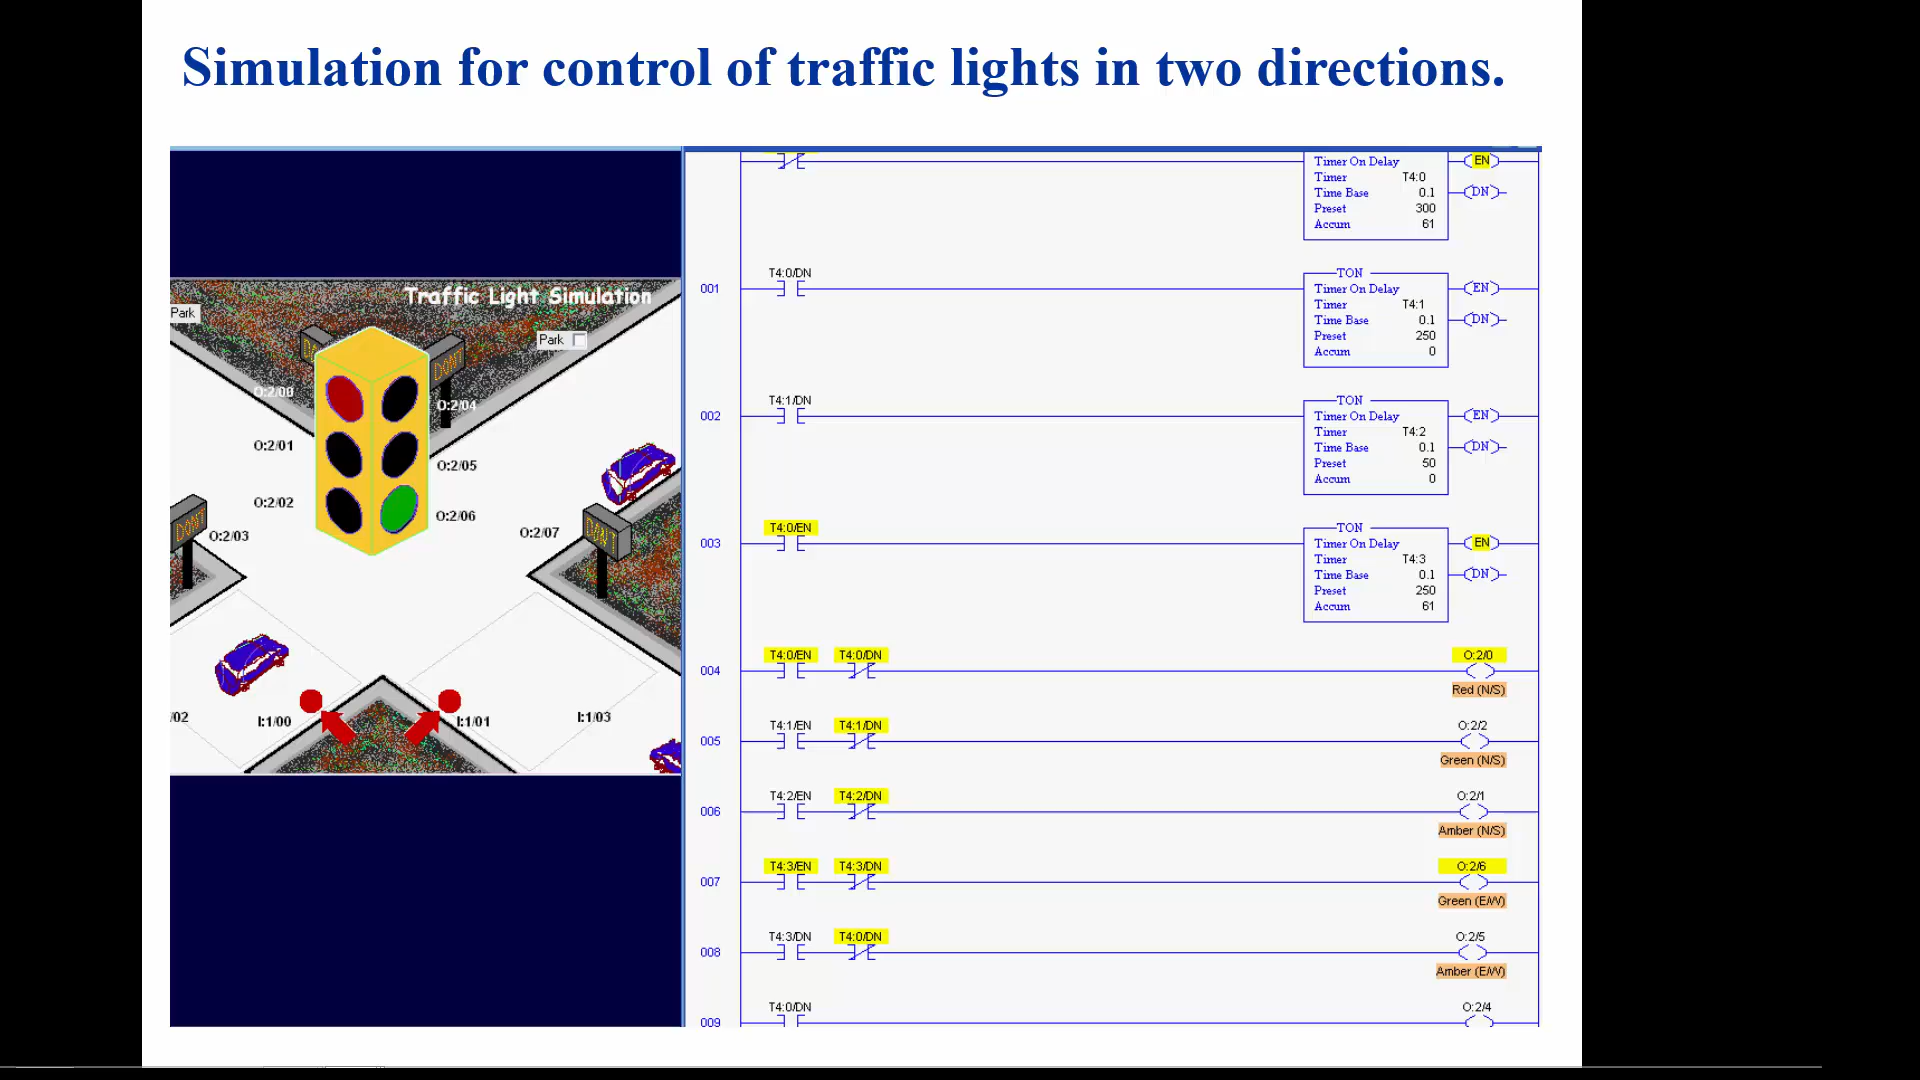 Simulation for control of traffic lights in two directions.
Traffic Light Simulation
Park
Park
DONT
O:2/00
O:2/04
O:2/01
O:2/05
O:2/02
O:2/06
DONT
O:2/03
O:2/07
DONT
/02
I:1/00
I:1/01
I:1/03
Timer On Delay
EN
Timer T4:0
Time Base 0.1
DN
Preset 300
Accum 61
T4:0/DN
TON
001
Timer On Delay
EN
Timer T4:1
Time Base 0.1
DN
Preset 250
Accum 0
T4:1/DN
TON
002
Timer On Delay
EN
Timer T4:2
Time Base 0.1
DN
Preset 50
Accum 0
T4:0/EN
TON
003
Timer On Delay
EN
Timer T4:3
Time Base 0.1
DN
Preset 250
Accum 61
T4:0/EN T4:0/DN O:2/0
004
Red (N/S)
T4:1/EN T4:1/DN O:2/2
005
Green (N/S)
T4:2/EN T4:2/DN O:2/1
006
Amber (N/S)
T4:3/EN T4:3/DN O:2/6
007
Green (E/W)
T4:3/DN T4:0/DN O:2/5
008
Amber (E/W)
T4:0/DN O:2/4
009